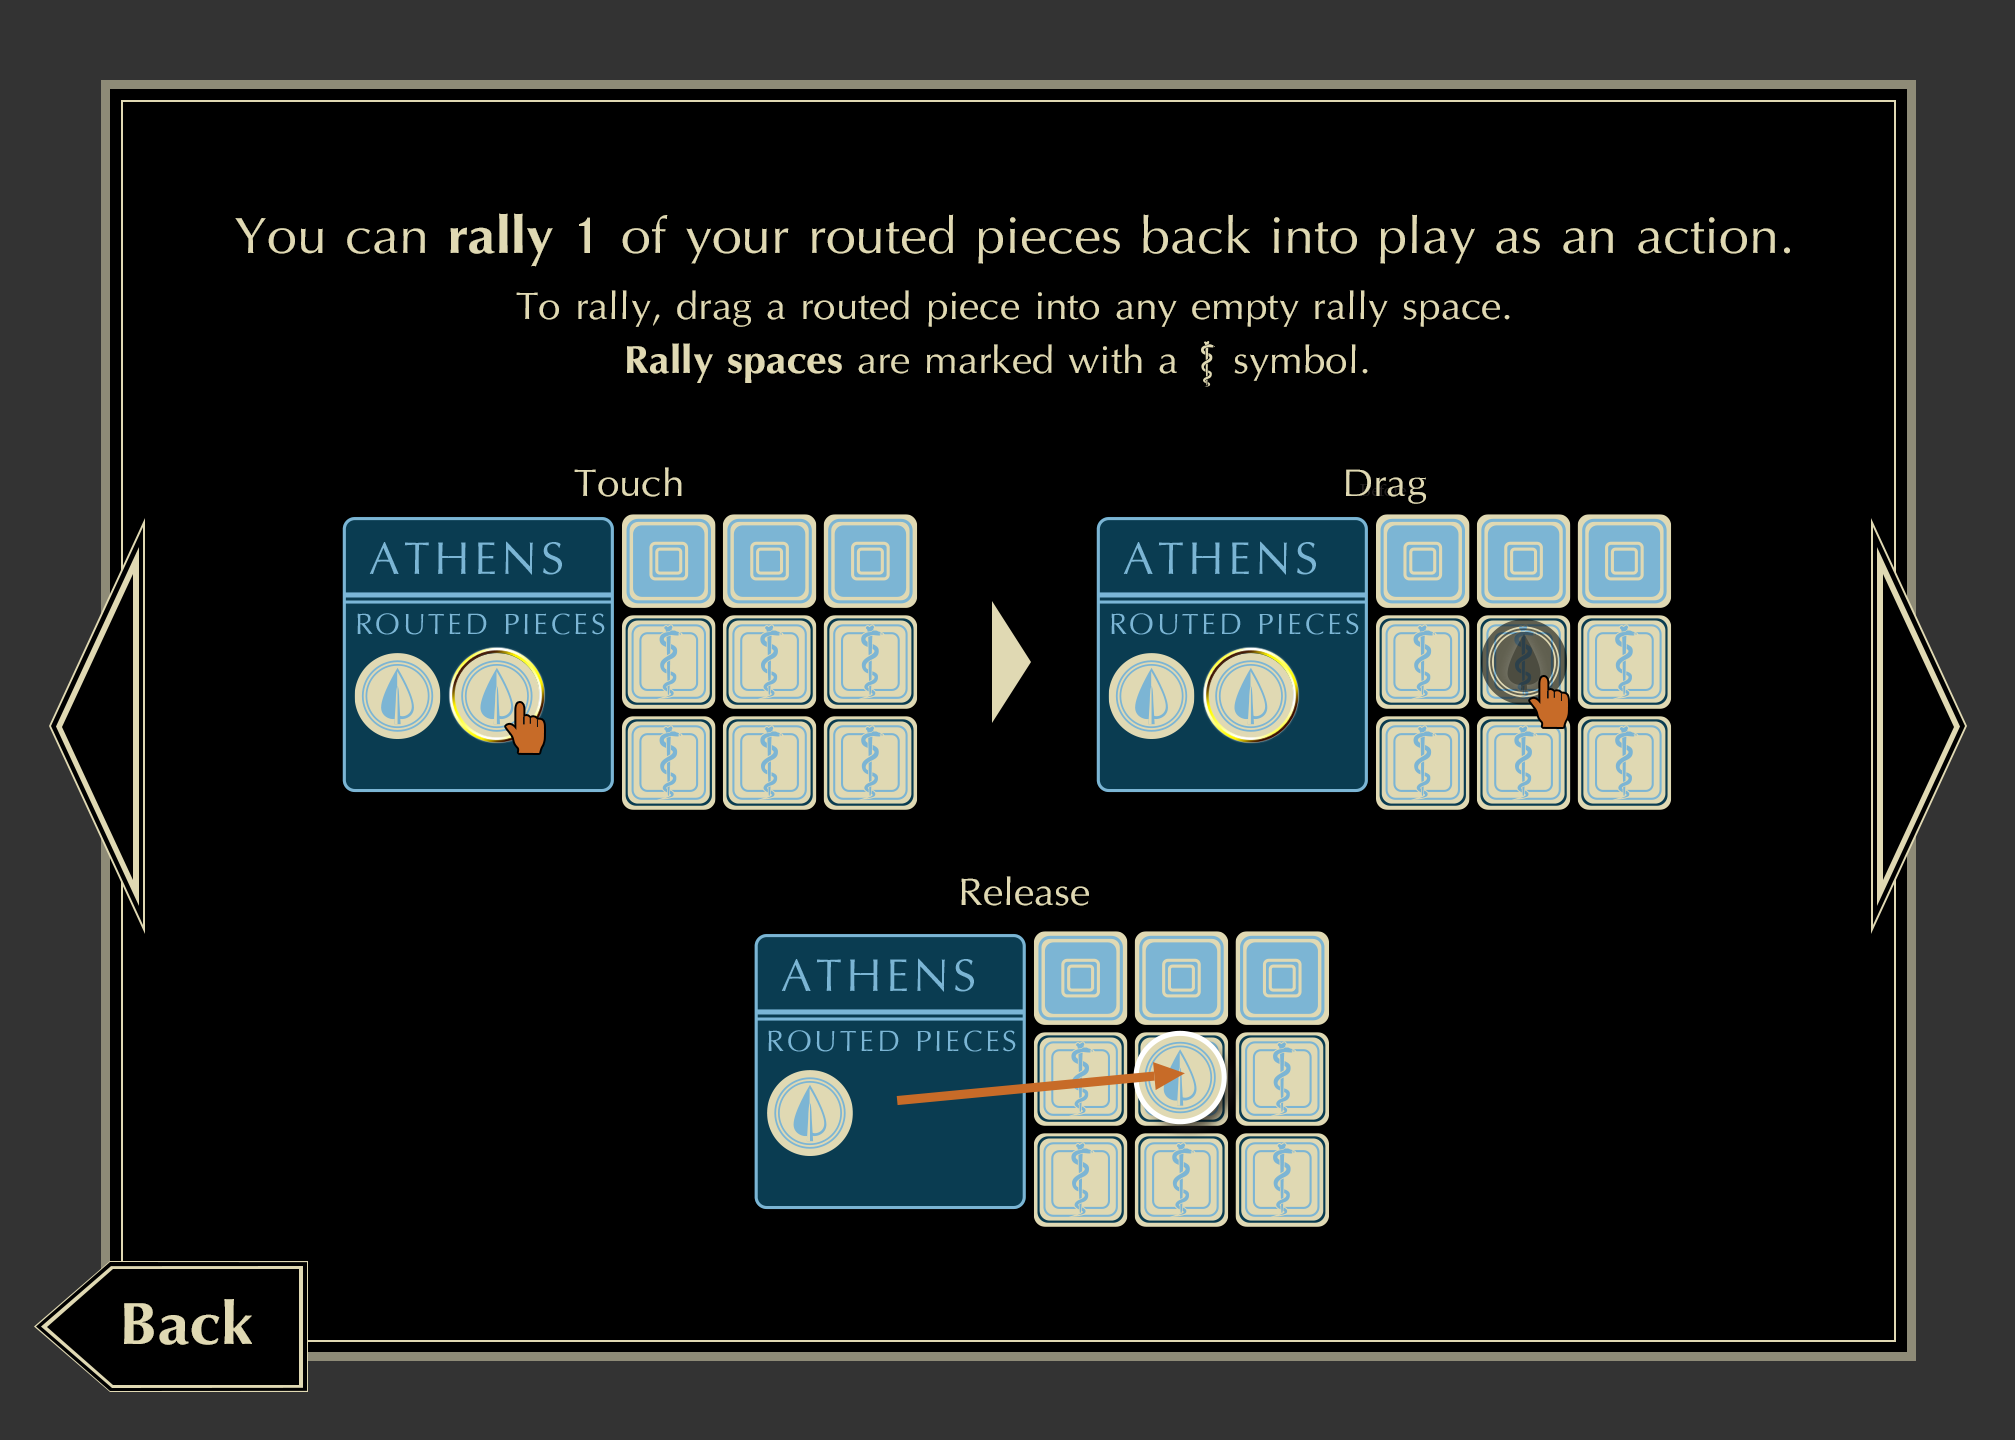 You can rally 1 of your routed pieces back into play as an action.
To rally, drag a routed piece into any empty rally space.
Rally spaces are marked with a symbol.
Touch
ATHENS
ROUTED PIECES
Drag
ATHENS
ROUTED PIECES
Release
ATHENS
ROUTED PIECES
Back